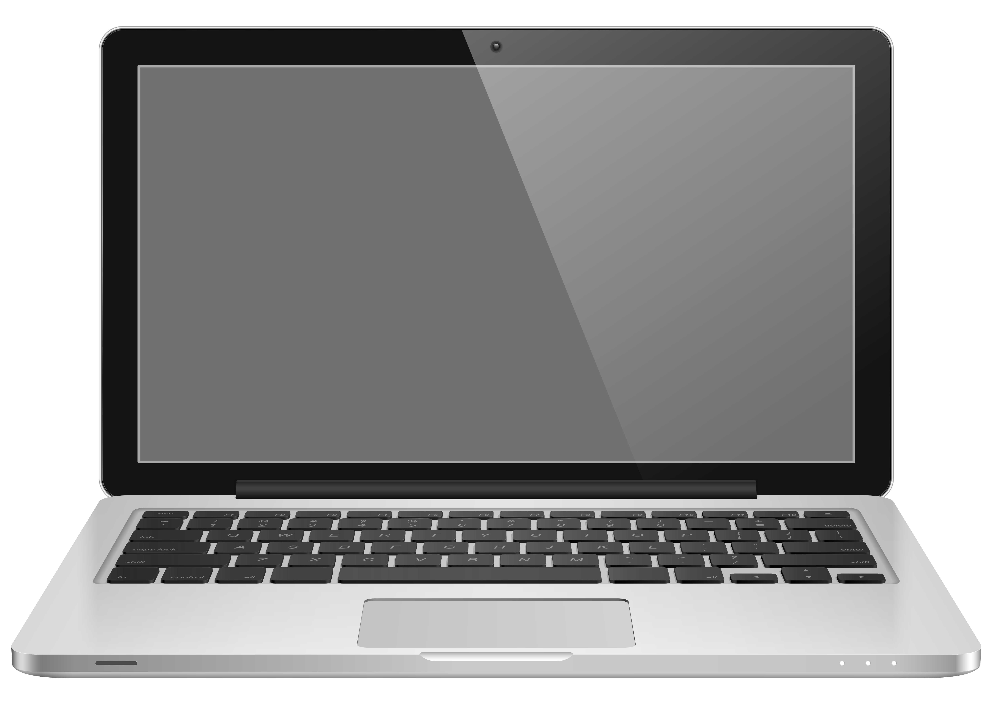 esc F1 F2 F3 F4 F5 F6 F7 F8 F9 F10 F11 F12
~ ! @ # $ % ^ & * ( ) — +
` 1 2 3 4 5 6 7 8 9 0 - = delete
tab Q W E R T Y U I O P { } |
[ ] \
caps lock A S D F G H J K L : “
; ‘ enter
shift Z X C V B N M < > ?
, . / shift
fn control alt alt